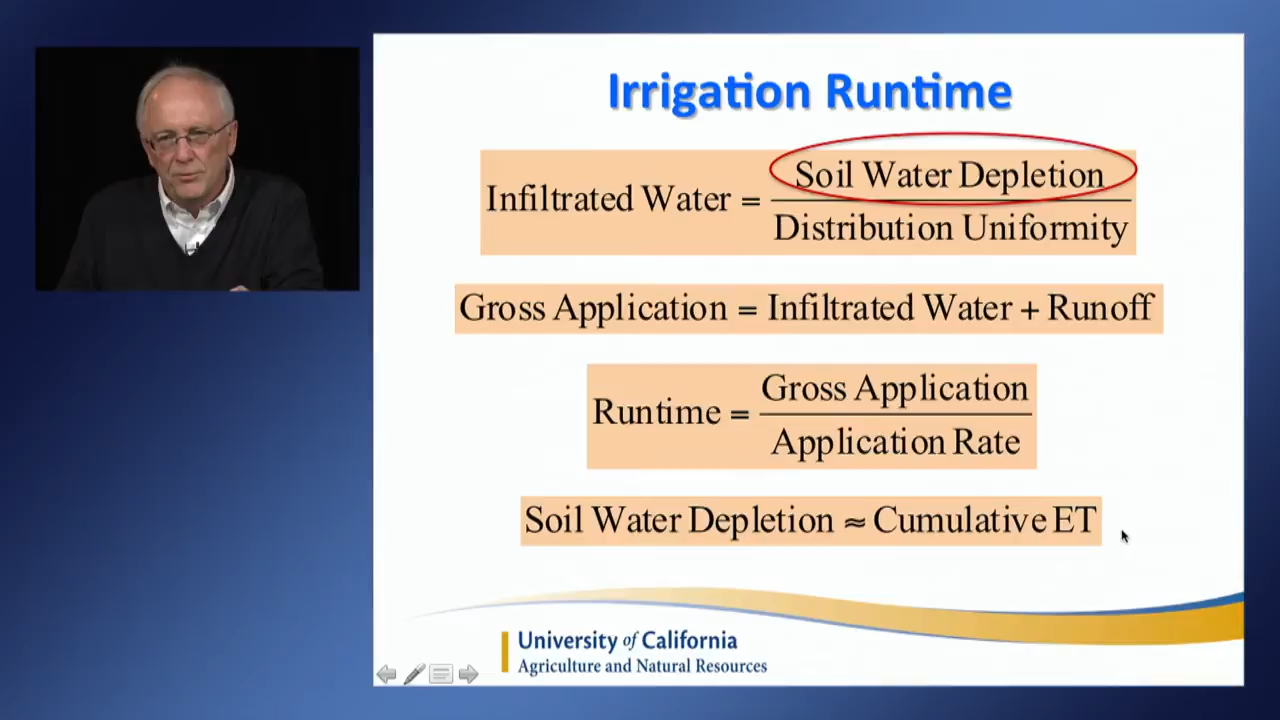 Irrigation Runtime
Infiltrated Water = Soil Water Depletion
Distribution Uniformity
Gross Application = Infiltrated Water + Runoff
Runtime = Gross Application
Application Rate
Soil Water Depletion ≈ Cumulative ET
University of California
Agriculture and Natural Resources